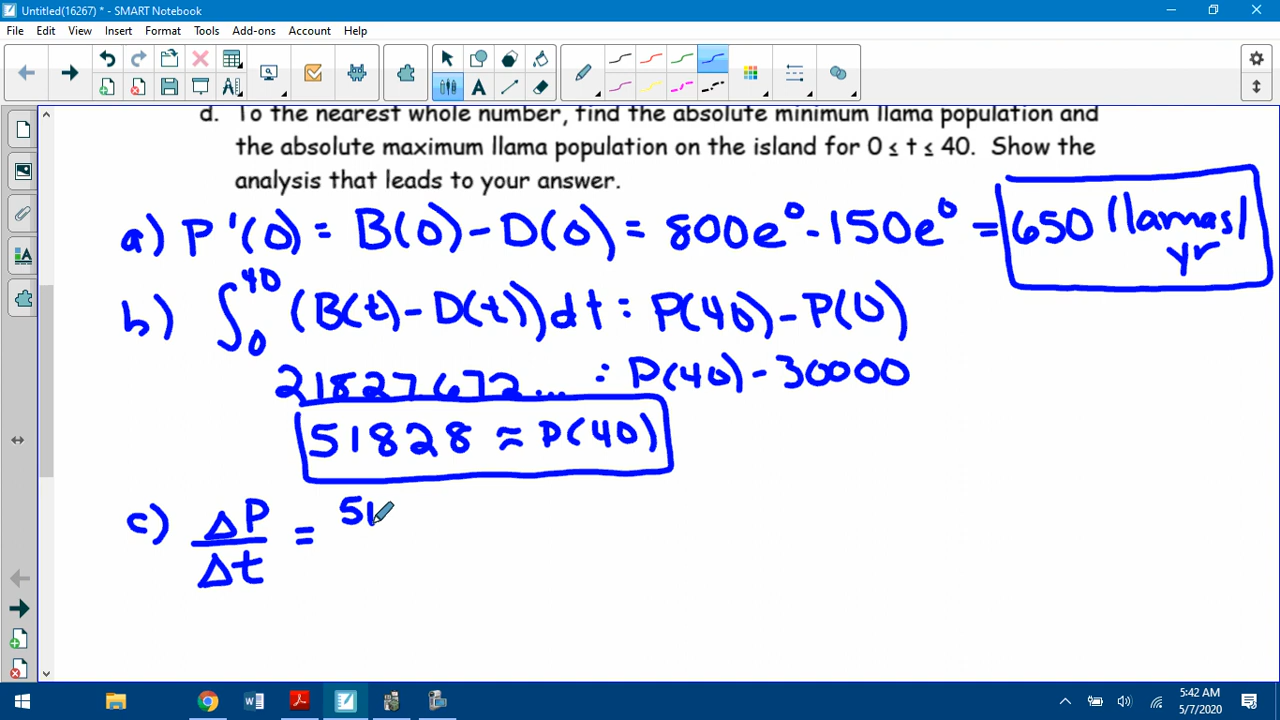 Untitled(16267) * - SMART Notebook
File Edit View Insert Format Tools Add-ons Account Help
d. To the nearest whole number, find the absolute minimum llama population and
the absolute maximum llama population on the island for 0 ≤ t ≤ 40. Show the
analysis that leads to your answer.
a) P'(0) = B(0) - D(0) = 800e⁰ - 150e⁰ = 650 llamas/yr
b) ∫₀⁴⁰ (B(t) - D(t))dt = P(40) - P(0)
21827.672... = P(40) - 30000
51828 ≈ P(40)
c) ΔP/Δt = 51
5:42 AM
5/7/2020